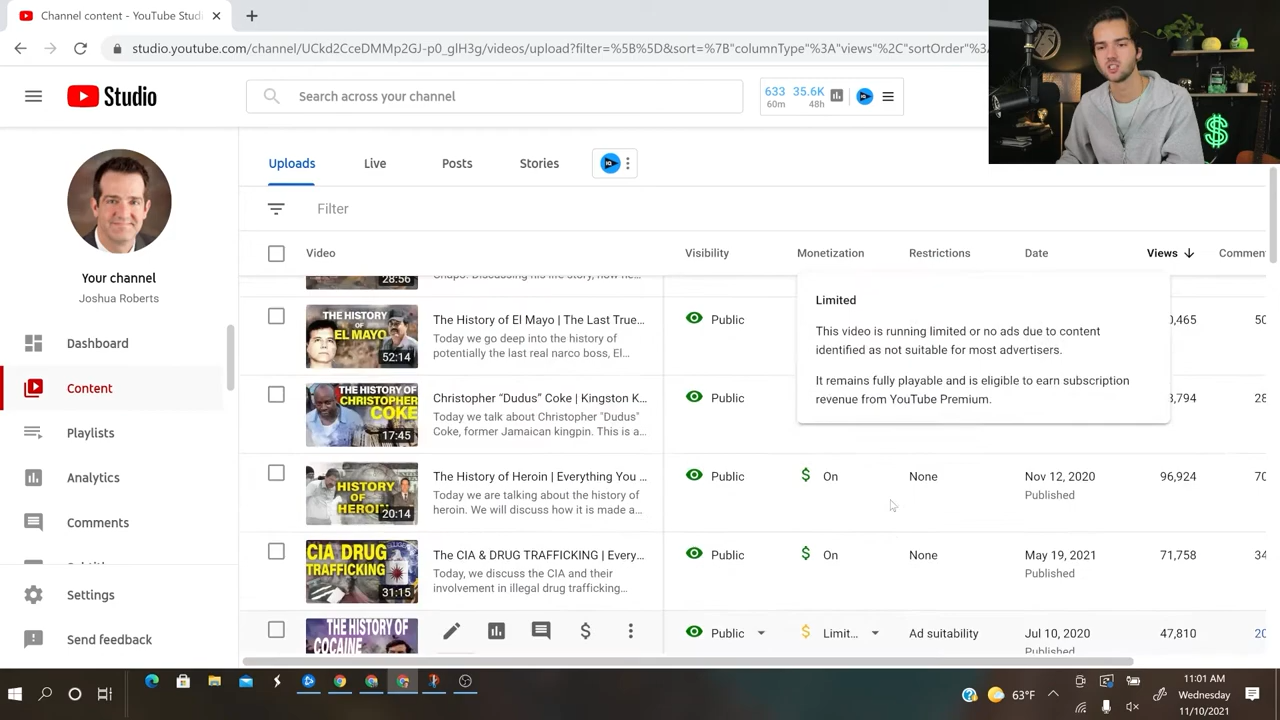 Channel content - YouTube Stud
studio.youtube.com/channel/UCkd2CceDMMp2GJ-p0_glH3g/videos/upload?filter=%5B%5D&sort=%7B"columnType"%3A"views"%2C"sortOrder"%
Studio
Search across your channel
633 35.6K
60m 48h
Uploads Live Posts Stories
Filter
Video Visibility Monetization Restrictions Date Views Commen
Your channel
Joshua Roberts
Dashboard
Content
Playlists
Analytics
Comments
Settings
Send feedback
28:56
THE HISTORY
OF
EL MAYO
52:14
The History of El Mayo | The Last True...
Today we go deep into the history of
potentially the last real narco boss, El...
Public
0,465 50
Limited
This video is running limited or no ads due to content
identified as not suitable for most advertisers.
It remains fully playable and is eligible to earn subscription
revenue from YouTube Premium.
THE HISTORY OF
CHRISTOPHER
COKE
17:45
Christopher "Dudus" Coke | Kingston K...
Today we talk about Christopher "Dudus"
Coke, former Jamaican kingpin. This is a...
Public
3,794 28
HISTORY
OF
HEROIN
20:14
The History of Heroin | Everything You ...
Today we are talking about the history of
heroin. We will discuss how it is made a...
Public $ On None Nov 12, 2020 96,924 70
Published
CIA DRUG
TRAFFICKING
31:15
The CIA & DRUG TRAFFICKING | Every...
Today, we discuss the CIA and their
involvement in illegal drug trafficking...
Public $ On None May 19, 2021 71,758 34
Published
THE HISTORY
OF
COCAINE
Public $ Limit... Ad suitability Jul 10, 2020 47,810 20
Published
63°F
11:01 AM
Wednesday
11/10/2021